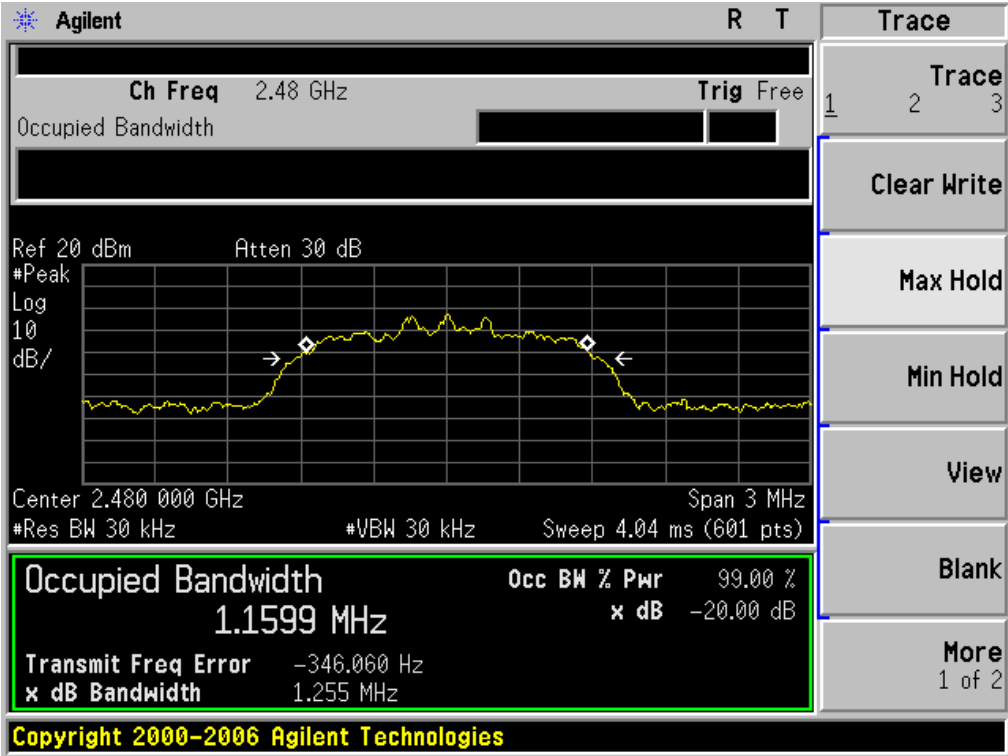 Agilent R T
Ch Freq 2.48 GHz Trig Free
Occupied Bandwidth
Ref 20 dBm Atten 30 dB
#Peak
Log
10
dB/
Center 2.480 000 GHz Span 3 MHz
#Res BW 30 kHz #VBW 30 kHz Sweep 4.04 ms (601 pts)
Occupied Bandwidth
1.1599 MHz
Occ BW % Pwr 99.00 %
x dB -20.00 dB
Transmit Freq Error -346.060 Hz
x dB Bandwidth 1.255 MHz
Copyright 2000-2006 Agilent Technologies
Trace
Trace
1 2 3
Clear Write
Max Hold
Min Hold
View
Blank
More
1 of 2